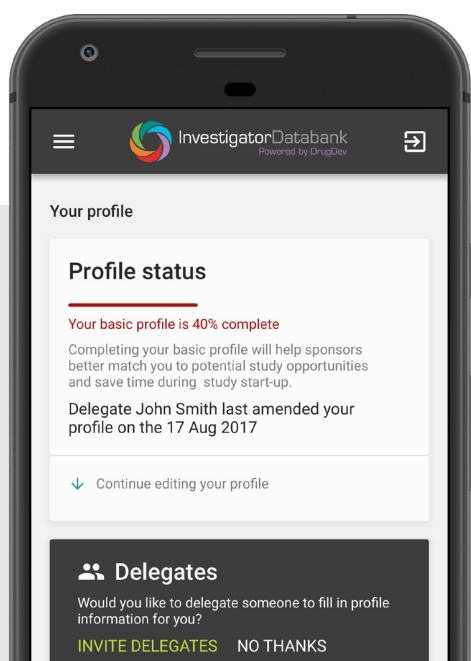 InvestigatorDatabank
Powered by DrugDev
Your profile
Profile status
Your basic profile is 40% complete
Completing your basic profile will help sponsors
better match you to potential study opportunities
and save time during study start-up.
Delegate John Smith last amended your
profile on the 17 Aug 2017
Continue editing your profile
Delegates
Would you like to delegate someone to fill in profile
information for you?
INVITE DELEGATES NO THANKS